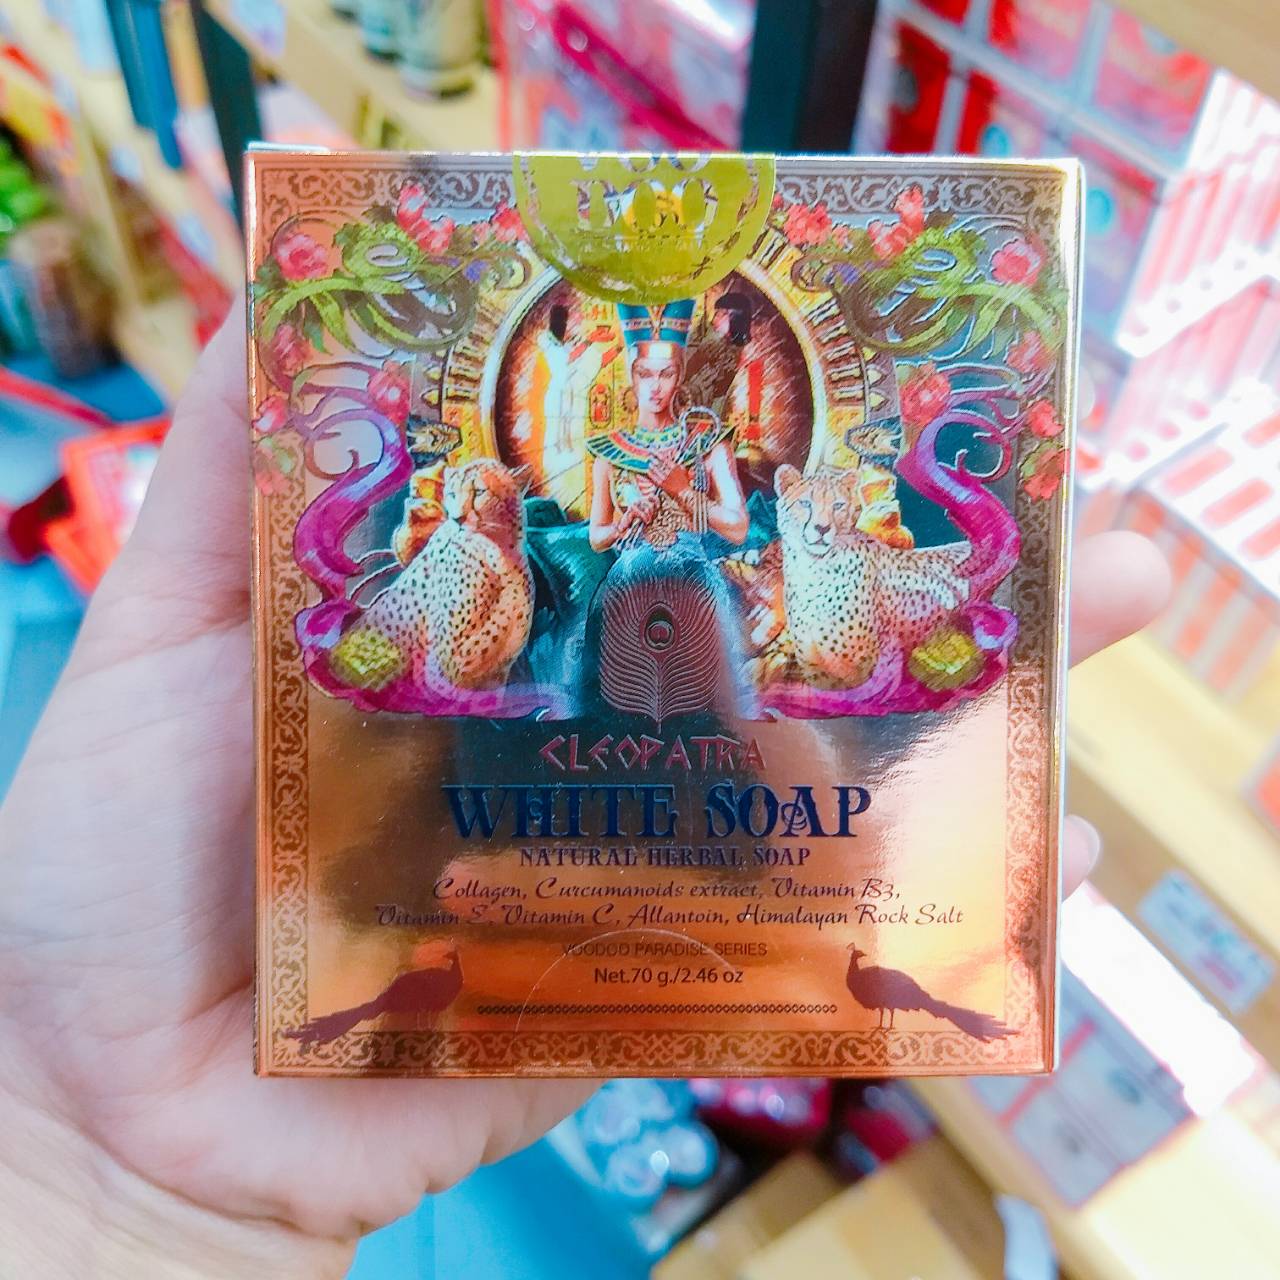 VOO
DOO
CLEOPATRA
WHITE SOAP
NATURAL HERBAL SOAP
Collagen, Curcumanoids extract, Vitamin B3,
Vitamin E, Vitamin C, Allantoin, Himalayan Rock Salt
VOODOO PARADISE SERIES
Net.70 g./2.46 oz